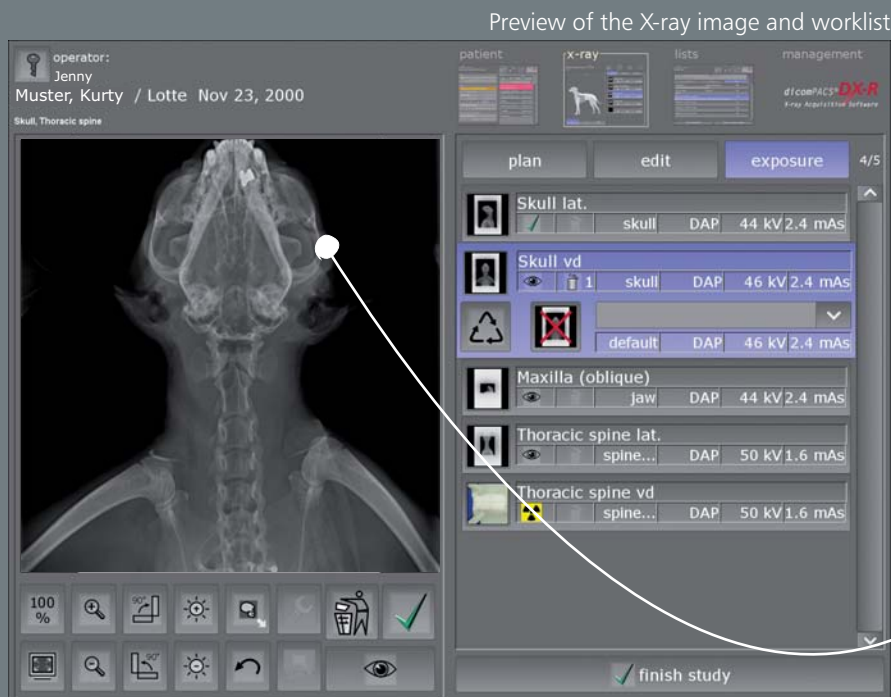 Preview of the X-ray image and worklist
operator:
Jenny
Muster, Kurty / Lotte Nov 23, 2000
Skull, Thoracic spine
patient
x-ray
lists
management
dicomPACS® DX-R
X-ray Acquisition Software
plan
edit
exposure
4/5
Skull lat.
skull DAP 44 kV 2.4 mAs
Skull vd
1 skull DAP 46 kV 2.4 mAs
default DAP 46 kV 2.4 mAs
Maxilla (oblique)
jaw DAP 44 kV 2.4 mAs
Thoracic spine lat.
spine... DAP 50 kV 1.6 mAs
Thoracic spine vd
spine... DAP 50 kV 1.6 mAs
100
%
90°
90°
finish study